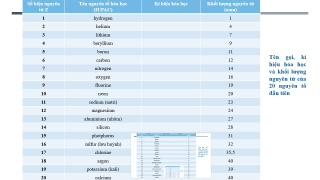 Số hiệu nguyên tử Z Tên nguyên tố hóa học (IUPAC) Kí hiệu hóa học Khối lượng nguyên tử (amu)
1 hydrogen 1
2 helium 4
3 lithium 7
4 beryllium 9
5 boron 11
6 carbon 12
7 nitrogen 14
8 oxygen 16
9 fluorine 19
10 neon 20
11 sodium (natri) 23
12 magnesium 24
13 aluminium (nhôm) 27
14 silicon 28
15 phosphorus 31
16 sulfur (lưu huỳnh) 32
17 chlorine 35,5
18 argon 40
19 potassium (kali) 39
20 calcium 40
Tên gọi, kí
hiệu hóa học
và khối lượng
nguyên tử của
20 nguyên tố
đầu tiên